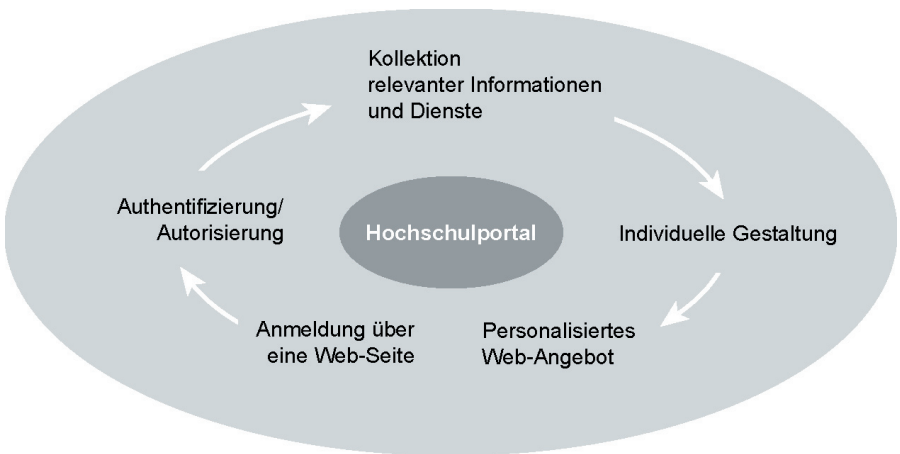 Kollektion
relevanter Informationen
und Dienste
Authentifizierung/
Autorisierung
Hochschulportal
Individuelle Gestaltung
Anmeldung über
eine Web-Seite
Personalisiertes
Web-Angebot